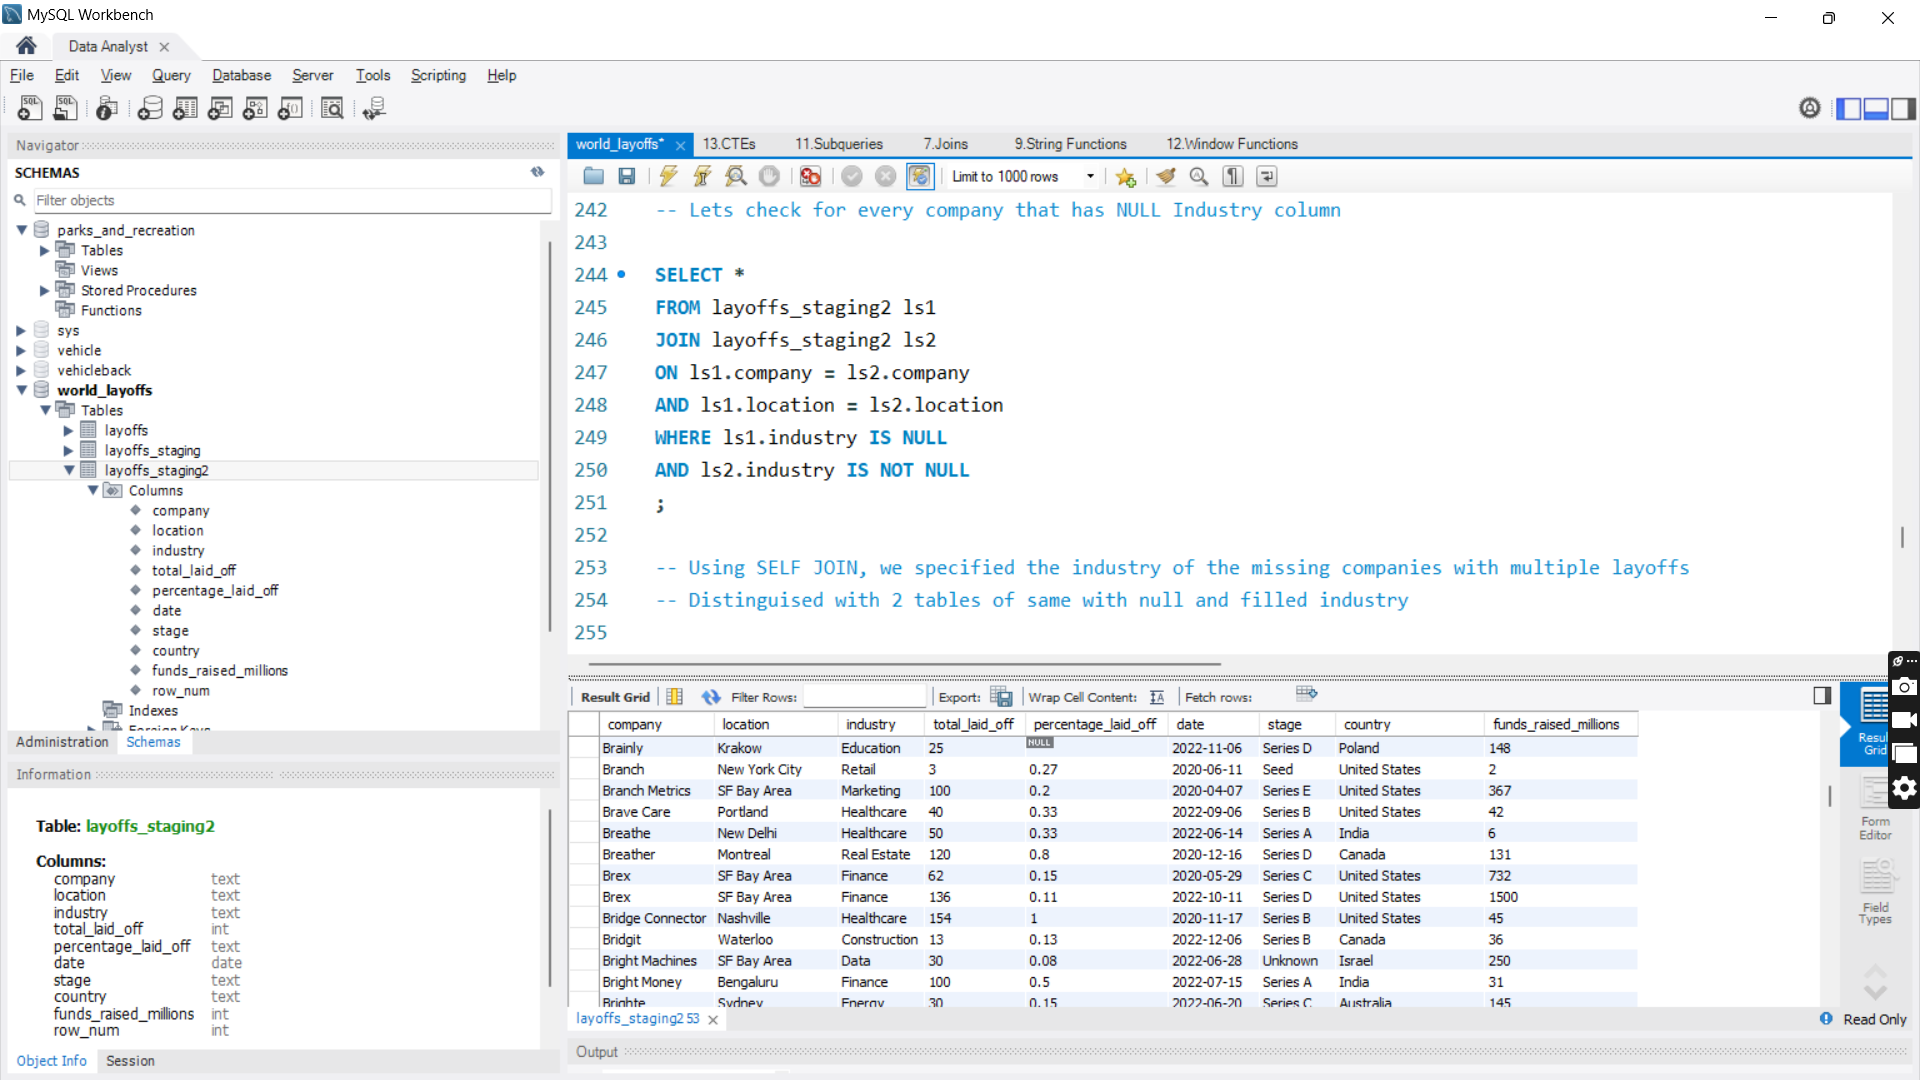 MySQL Workbench
Data Analyst
File Edit View Query Database Server Tools Scripting Help
Navigator
SCHEMAS
Filter objects
parks_and_recreation
Tables
Views
Stored Procedures
Functions
sys
vehicle
vehicleback
world_layoffs
Tables
layoffs
layoffs_staging
layoffs_staging2
Columns
company
location
industry
total_laid_off
percentage_laid_off
date
stage
country
funds_raised_millions
row_num
Indexes
Foreign Keys
Administration Schemas
Information
Table: layoffs_staging2
Columns:
company text
location text
industry text
total_laid_off int
percentage_laid_off text
date date
stage text
country text
funds_raised_millions int
row_num int
Object Info Session
world_layoffs* 13.CTEs 11.Subqueries 7.Joins 9.String Functions 12.Window Functions
Limit to 1000 rows
242 -- Lets check for every company that has NULL Industry column
243
244 SELECT *
245 FROM layoffs_staging2 ls1
246 JOIN layoffs_staging2 ls2
247 ON ls1.company = ls2.company
248 AND ls1.location = ls2.location
249 WHERE ls1.industry IS NULL
250 AND ls2.industry IS NOT NULL
251 ;
252
253 -- Using SELF JOIN, we specified the industry of the missing companies with multiple layoffs
254 -- Distinguised with 2 tables of same with null and filled industry
255
Result Grid Filter Rows: Export: Wrap Cell Content: Fetch rows:
company location industry total_laid_off percentage_laid_off date stage country funds_raised_millions
Brainly Krakow Education 25 NULL 2022-11-06 Series D Poland 148
Branch New York City Retail 3 0.27 2020-06-11 Seed United States 2
Branch Metrics SF Bay Area Marketing 100 0.2 2020-04-07 Series E United States 367
Brave Care Portland Healthcare 40 0.33 2022-09-06 Series B United States 42
Breathe New Delhi Healthcare 50 0.33 2022-06-14 Series A India 6
Breather Montreal Real Estate 120 0.8 2020-12-16 Series D Canada 131
Brex SF Bay Area Finance 62 0.15 2020-05-29 Series C United States 732
Brex SF Bay Area Finance 136 0.11 2022-10-11 Series D United States 1500
Bridge Connector Nashville Healthcare 154 1 2020-11-17 Series B United States 45
Bridgit Waterloo Construction 13 0.13 2022-12-06 Series B Canada 36
Bright Machines SF Bay Area Data 30 0.08 2022-06-28 Unknown Israel 250
Bright Money Bengaluru Finance 100 0.5 2022-07-15 Series A India 31
Brighte Sydney Energy 30 0.15 2022-06-20 Series C Australia 145
Result
Grid
Form
Editor
Field
Types
layoffs_staging2 53
Read Only
Output